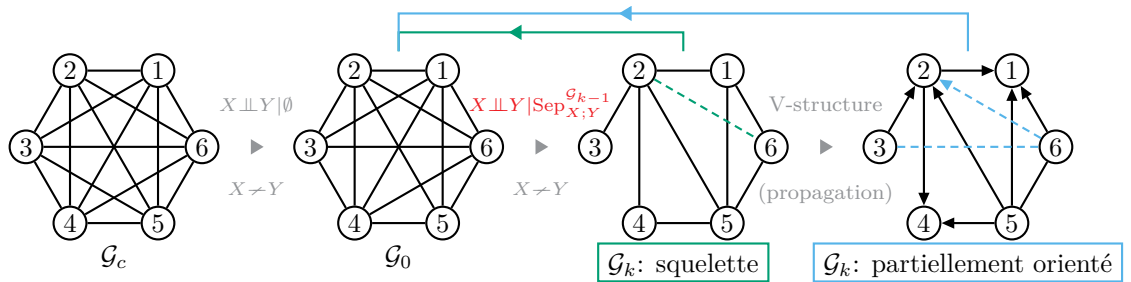 2 1 3 6 4 5
𝒢_c
X⫫Y|∅
X≁Y
2 1 3 6 4 5
𝒢_0
X⫫Y|Sep_{X;Y}^{𝒢_{k−1}}
X≁Y
2 1 3 6 4 5
𝒢_k: squelette
V-structure
(propagation)
2 1 3 6 4 5
𝒢_k: partiellement orienté